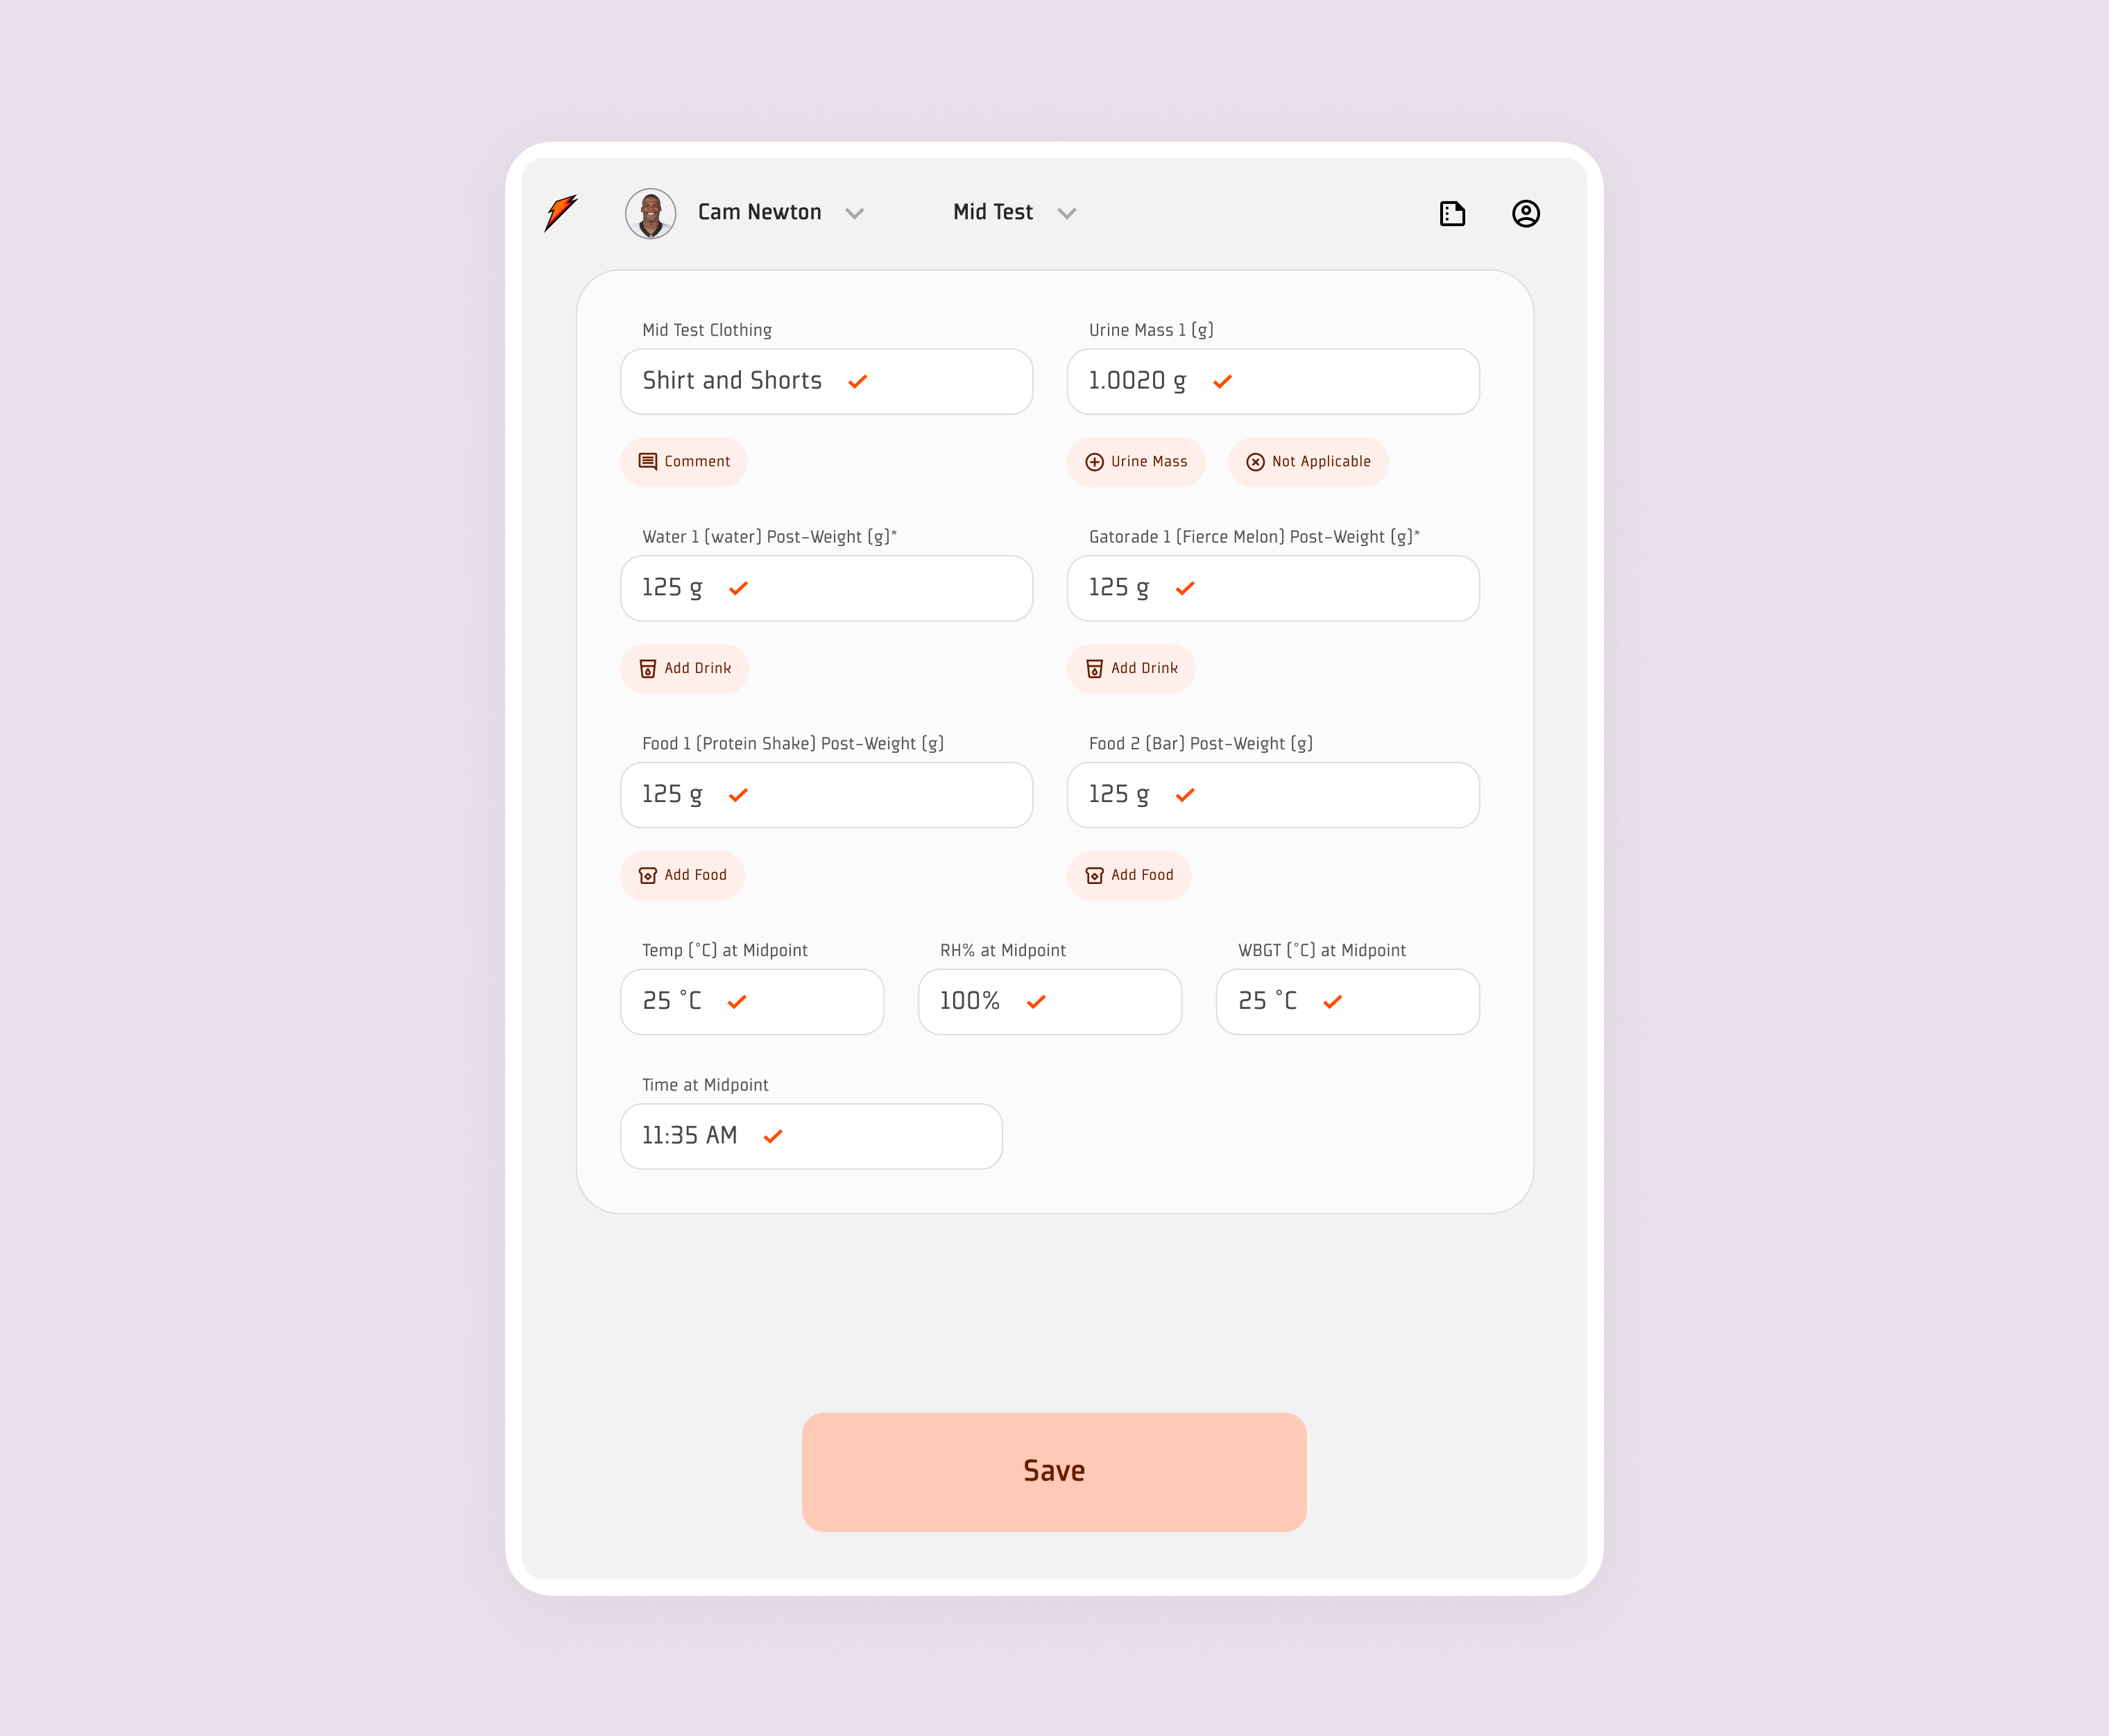 Cam Newton
Mid Test
Mid Test Clothing
Urine Mass 1 (g)
Shirt and Shorts
1.0020 g
Comment
Urine Mass
Not Applicable
Water 1 (water) Post-Weight (g)*
Gatorade 1 (Fierce Melon) Post-Weight (g)*
125 g
125 g
Add Drink
Add Drink
Food 1 (Protein Shake) Post-Weight (g)
Food 2 (Bar) Post-Weight (g)
125 g
125 g
Add Food
Add Food
Temp (°C) at Midpoint
RH% at Midpoint
WBGT (°C) at Midpoint
25 °C
100%
25 °C
Time at Midpoint
11:35 AM
Save